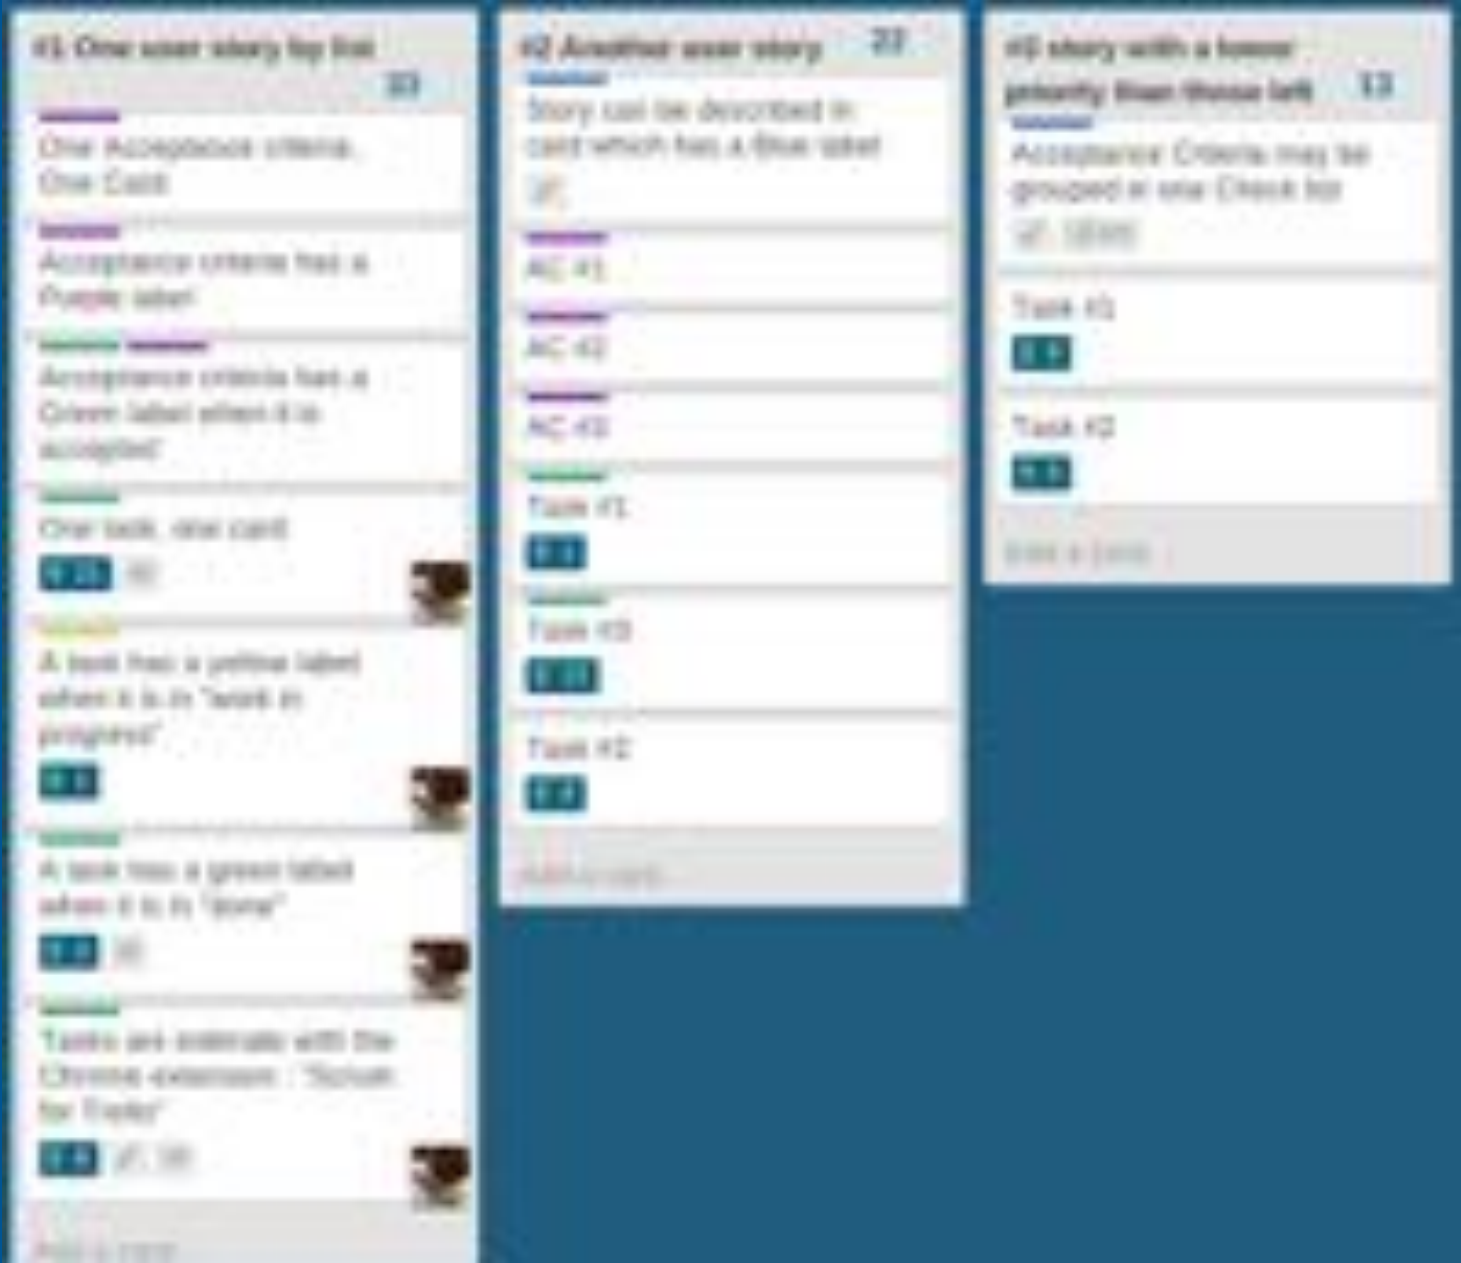 #1 One user story by list
One Acceptance criteria,
One Card
Acceptance criteria has a
Purple label
Acceptance criteria has a
Green label when it is
accepted
One task, one card
A task has a yellow label
when it is in "work in
progress"
A task has a green label
when it is in "done"
Tasks are estimate with the
Chrome extension : "Scrum
for Trello"
Add a card
#2 Another user story
22
Story can be described in
card which has a Blue label
AC #1
AC #2
AC #3
Task #1
Task #3
Task #2
Add a card
#3 story with a lower
priority than those left
13
Acceptance Criteria may be
grouped in one Check list
Task #1
Task #2
Add a card